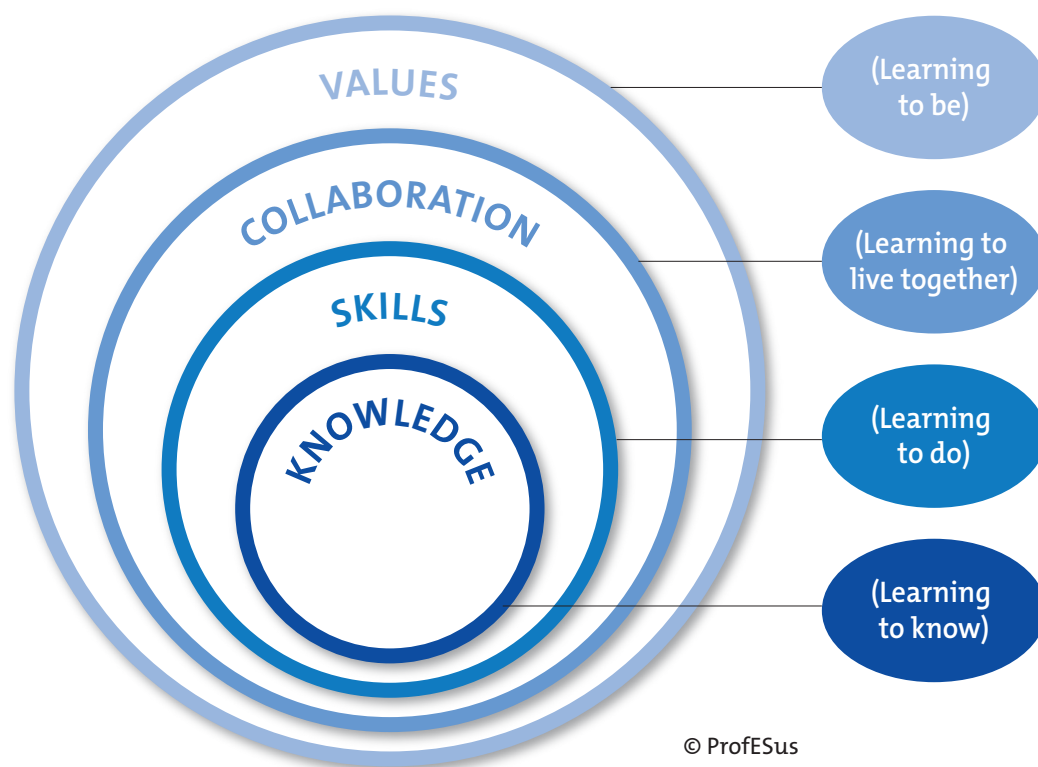 VALUES
(Learning
to be)
COLLABORATION
(Learning to
live together)
SKILLS
(Learning
to do)
KNOWLEDGE
(Learning
to know)
© ProfESus